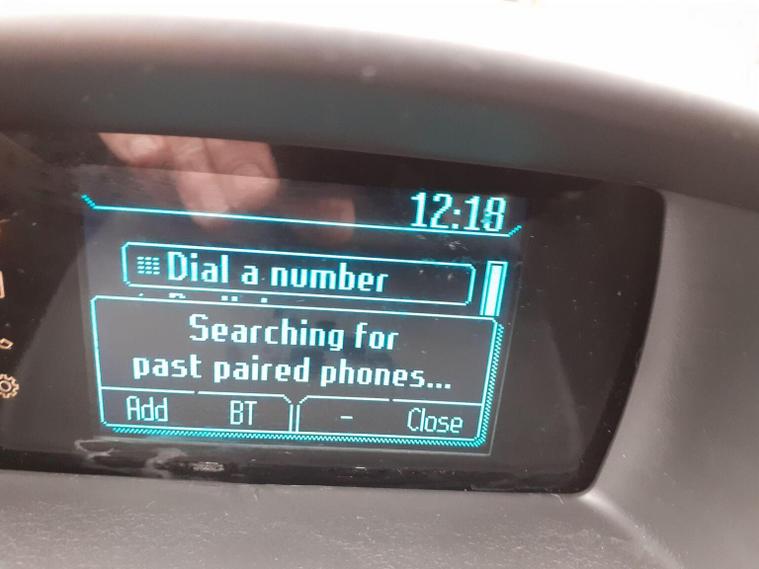 12:18
Dial a number
Searching for
past paired phones...
Add BT - Close